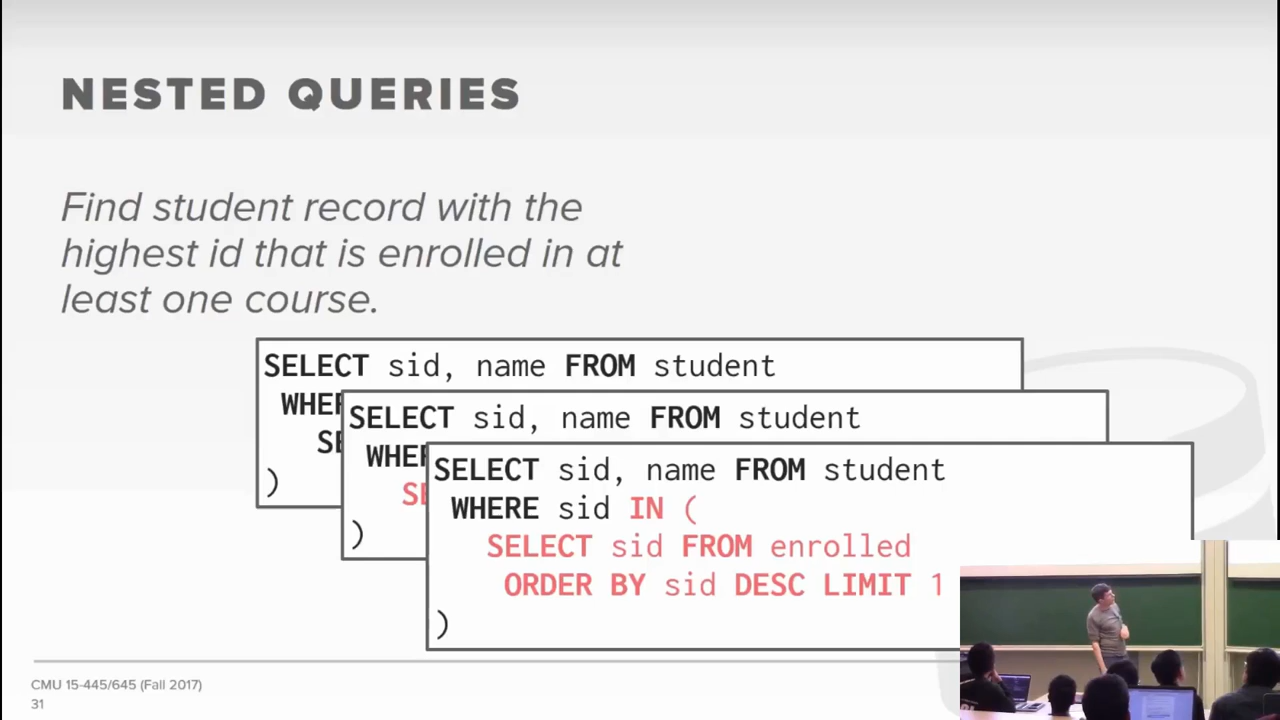 NESTED QUERIES
Find student record with the
highest id that is enrolled in at
least one course.
SELECT sid, name FROM student
WHER
SE
)
SELECT sid, name FROM student
WHER
SE
)
SELECT sid, name FROM student
WHERE sid IN (
SELECT sid FROM enrolled
ORDER BY sid DESC LIMIT 1
)
CMU 15-445/645 (Fall 2017)
31